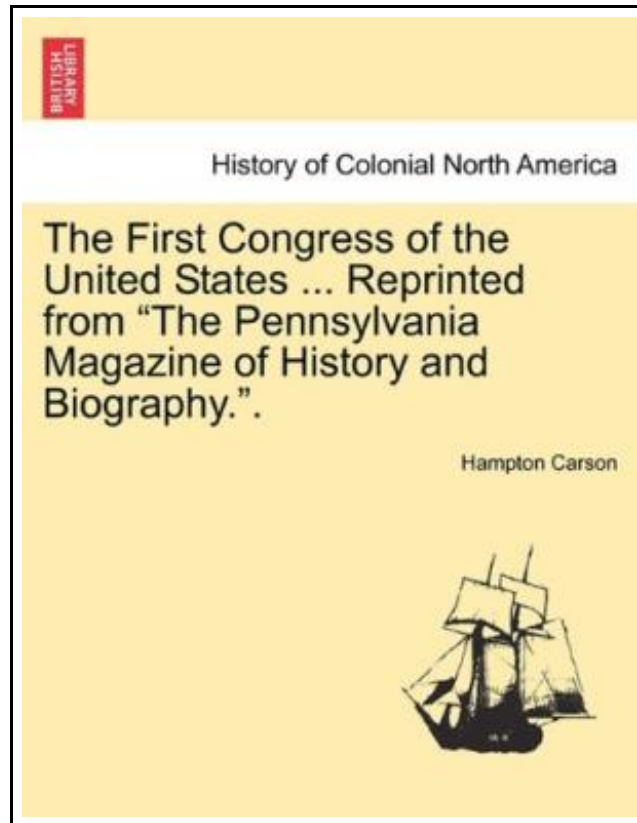 BRITISH
LIBRARY
History of Colonial North America
The First Congress of the
United States ... Reprinted
from “The Pennsylvania
Magazine of History and
Biography.”.
Hampton Carson